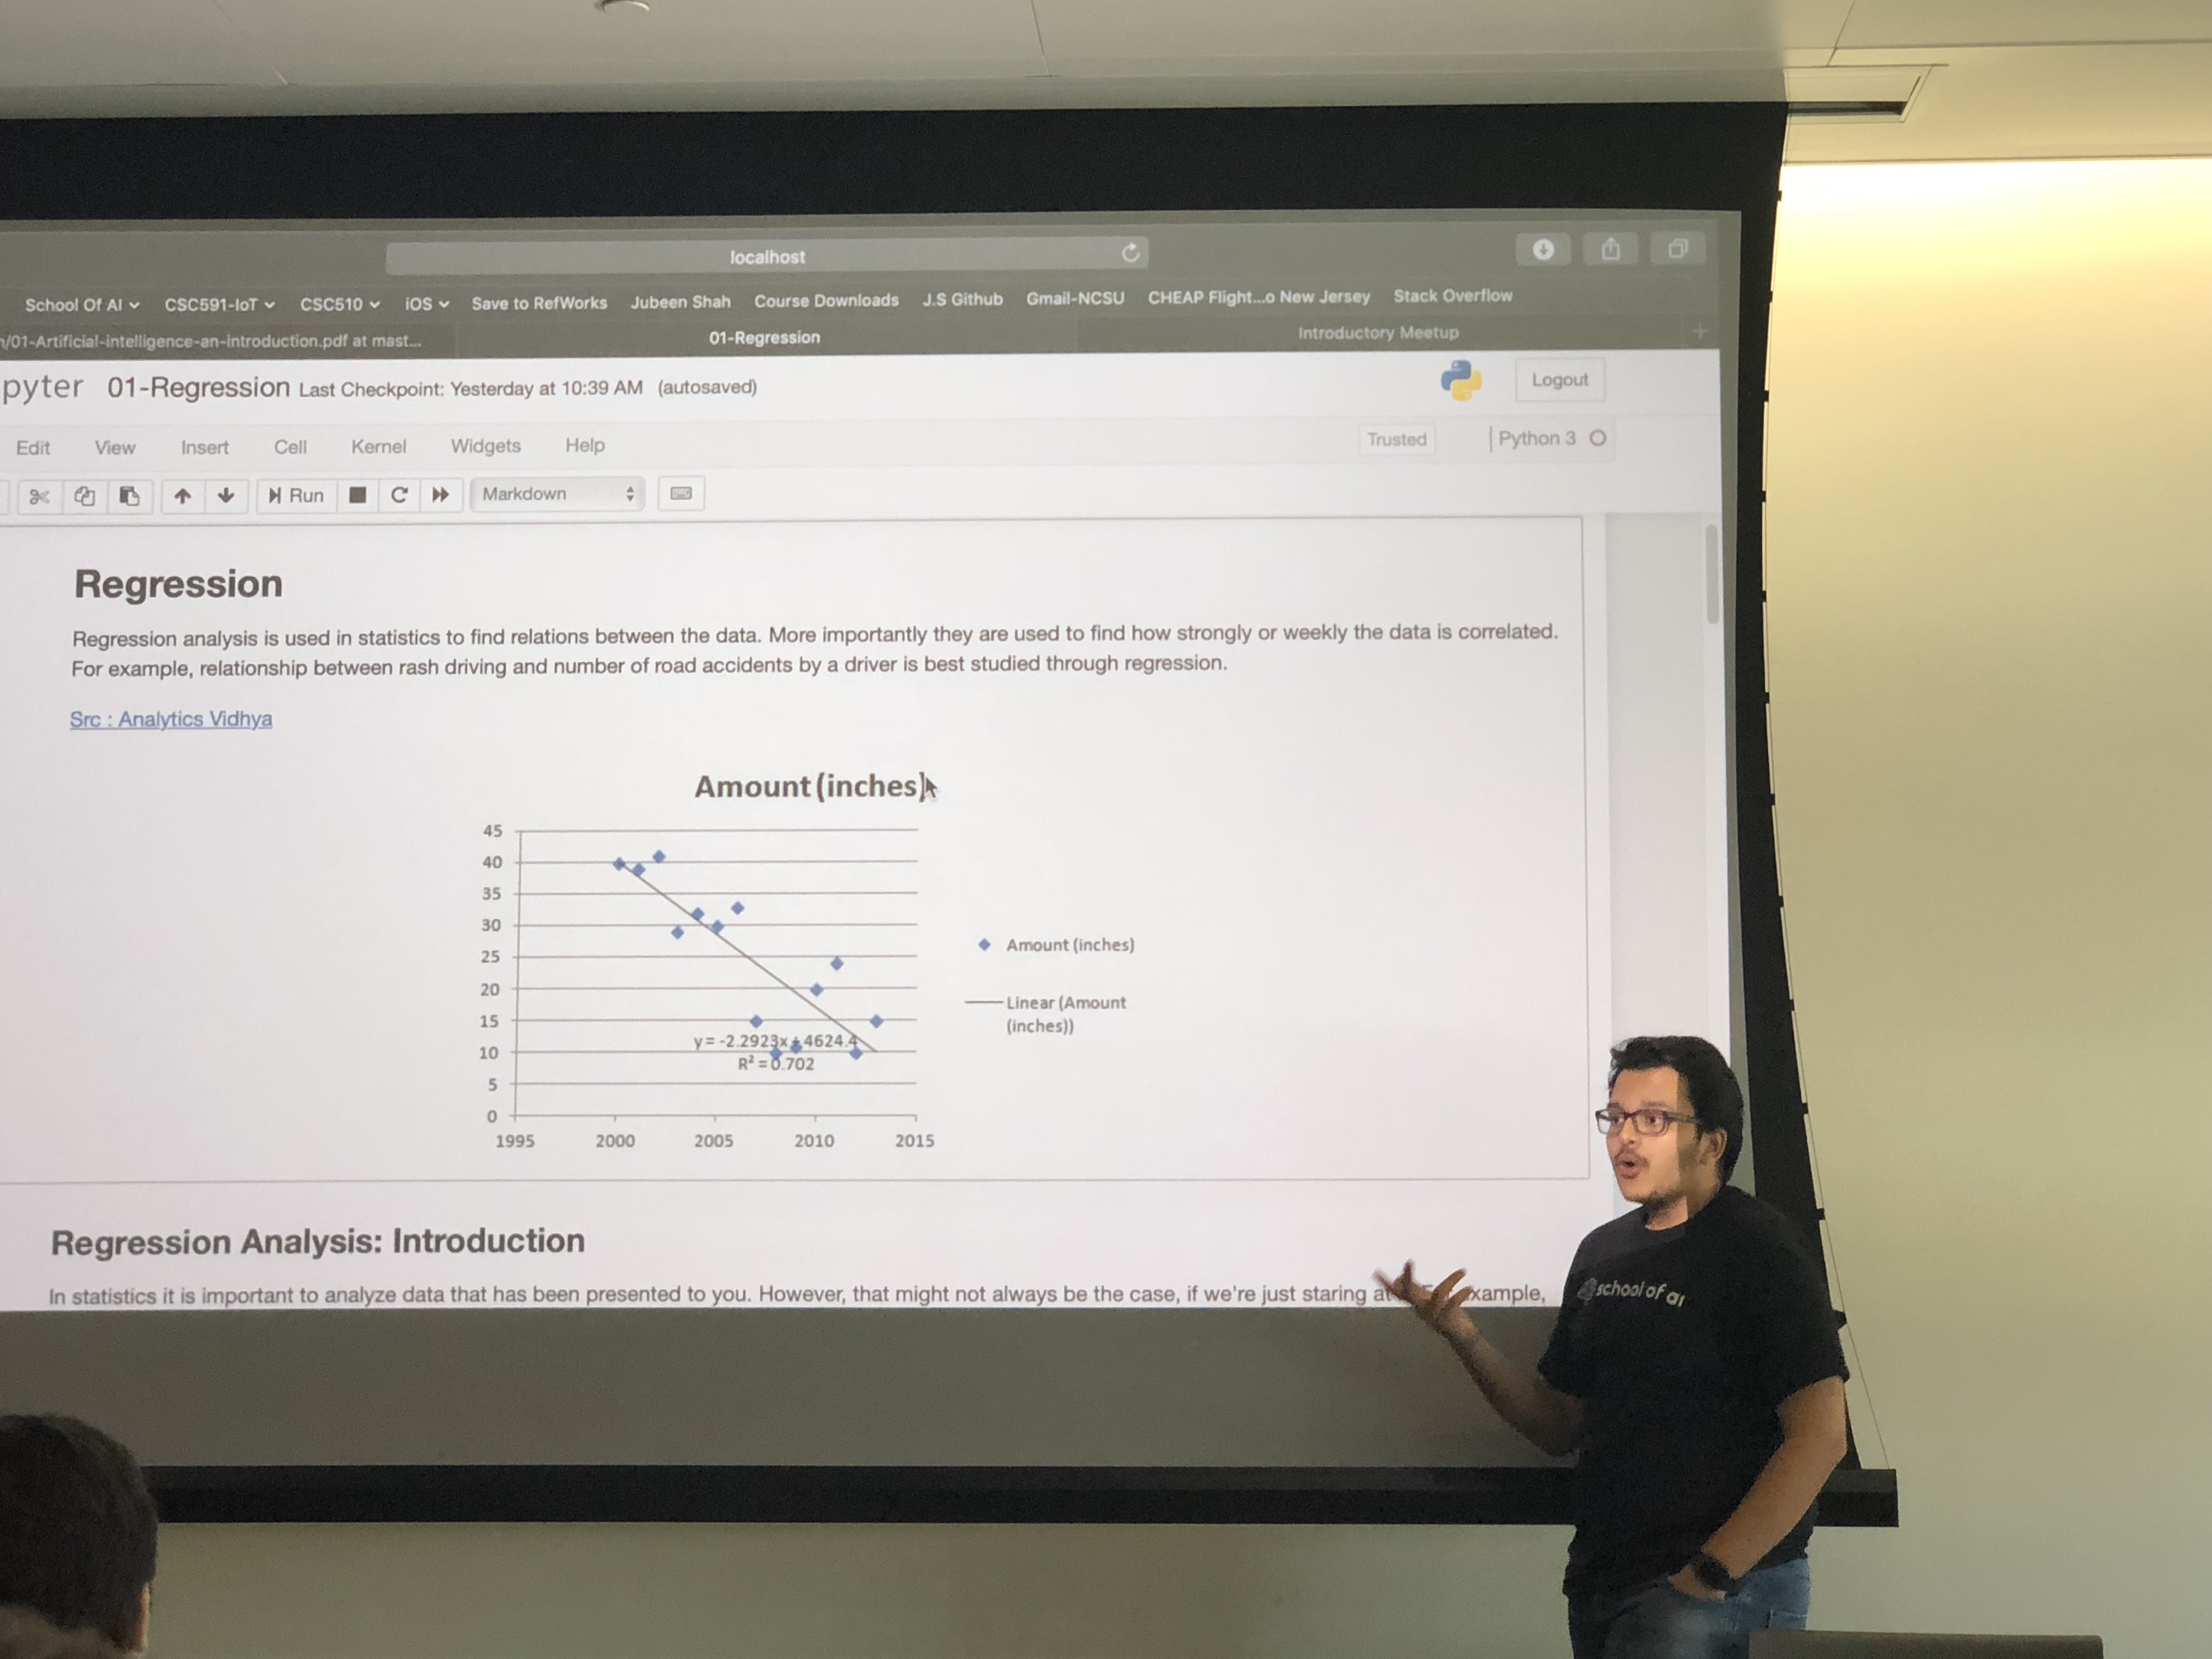 localhost
School Of AI CSC591-IoT CSC510 iOS Save to RefWorks Jubeen Shah Course Downloads J.S Github Gmail-NCSU CHEAP Flight...o New Jersey Stack Overflow
/01-Artificial-intelligence-an-introduction.pdf at mast... 01-Regression Introductory Meetup +
pyter 01-Regression Last Checkpoint: Yesterday at 10:39 AM (autosaved) Logout
Edit View Insert Cell Kernel Widgets Help Trusted Python 3
Run Markdown
Regression
Regression analysis is used in statistics to find relations between the data. More importantly they are used to find how strongly or weekly the data is correlated.
For example, relationship between rash driving and number of road accidents by a driver is best studied through regression.
Src : Analytics Vidhya
Amount (inches)
45
40
35
30
25
20
15
10
5
0
y = -2.2923x + 4624.4
R² = 0.702
1995 2000 2005 2010 2015
Amount (inches)
Linear (Amount
(inches))
Regression Analysis: Introduction
In statistics it is important to analyze data that has been presented to you. However, that might not always be the case, if we're just staring at xample,
school of ai